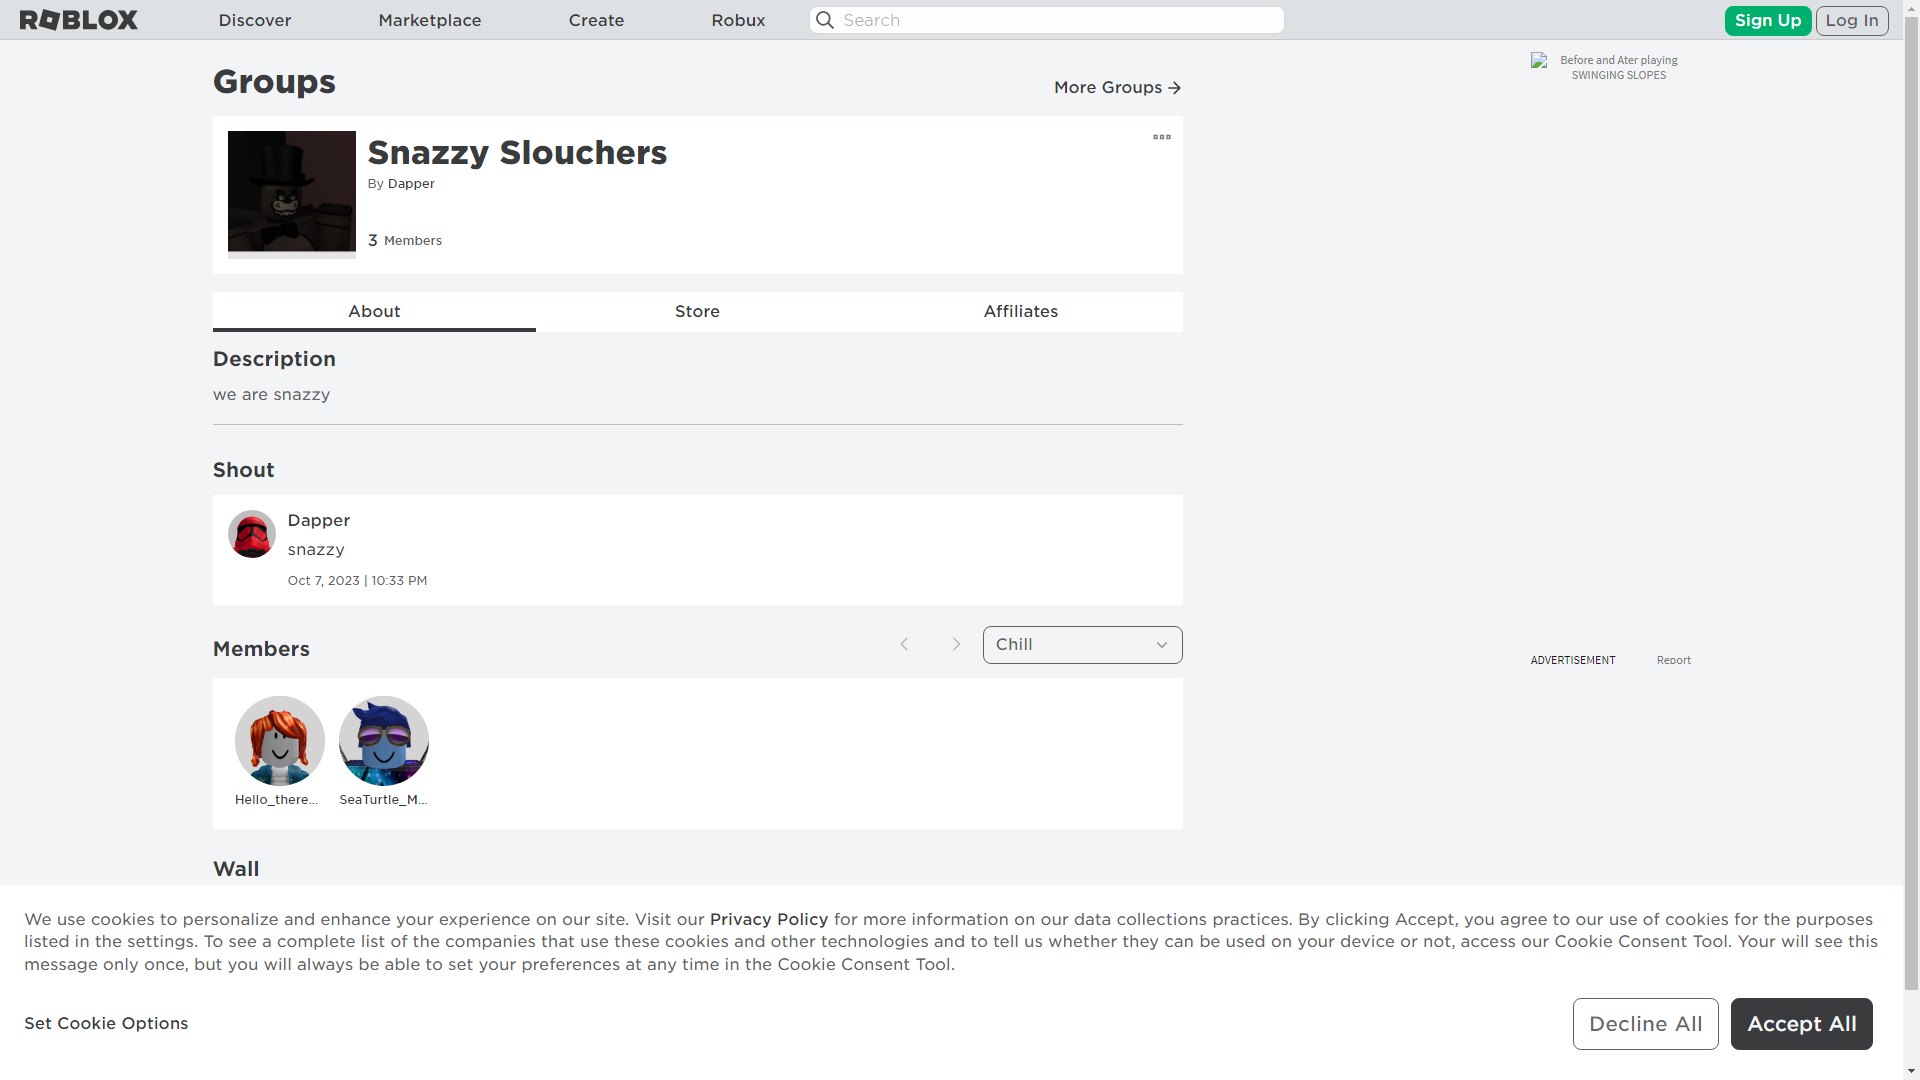 ROBLOX
Discover
Marketplace
Create
Robux
Search
Sign Up
Log In
Groups
More Groups
Before and Ater playing
SWINGING SLOPES
Snazzy Slouchers
By Dapper
3 Members
About
Store
Affiliates
Description
we are snazzy
Shout
Dapper
snazzy
Oct 7, 2023 | 10:33 PM
Members
Chill
ADVERTISEMENT
Report
Hello_there...
SeaTurtle_M...
Wall
We use cookies to personalize and enhance your experience on our site. Visit our Privacy Policy for more information on our data collections practices. By clicking Accept, you agree to our use of cookies for the purposes
listed in the settings. To see a complete list of the companies that use these cookies and other technologies and to tell us whether they can be used on your device or not, access our Cookie Consent Tool. Your will see this
message only once, but you will always be able to set your preferences at any time in the Cookie Consent Tool.
Set Cookie Options
Decline All
Accept All